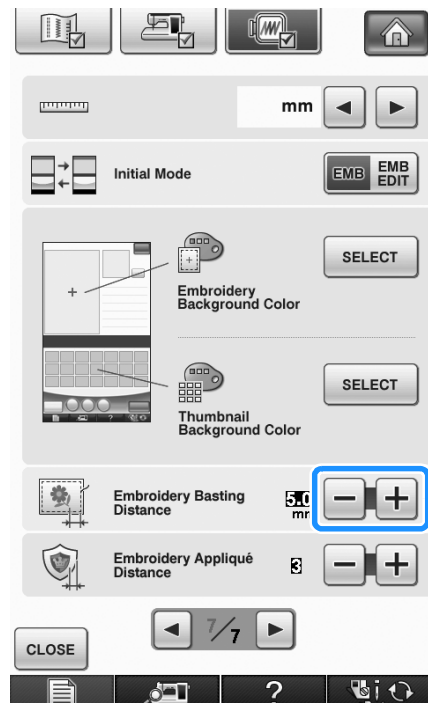 mm
Initial Mode
EMB
EMB
EDIT
SELECT
Embroidery
Background Color
SELECT
Thumbnail
Background Color
Embroidery Basting
Distance
5.0
mm
Embroidery Appliqué
Distance
3
7/7
CLOSE
?